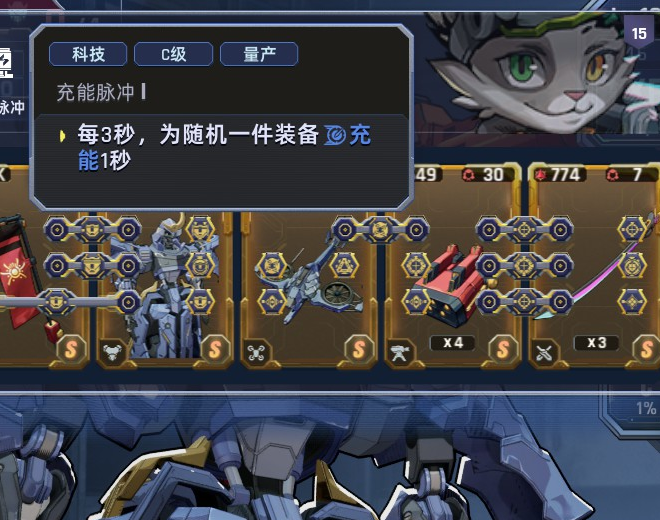 15
科技 C级 量产
脉冲
充能脉冲 I
每3秒，为随机一件装备充
能1秒
49 30 774 7
S S S x4 S x3 S
1%